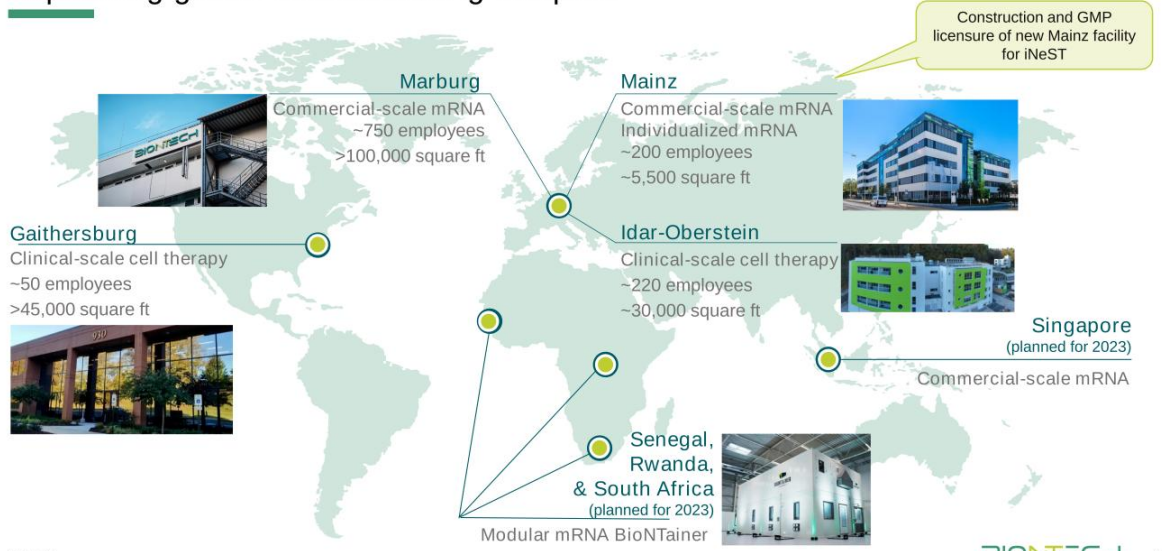 Construction and GMP
licensure of new Mainz facility
for iNeST
Marburg
Commercial-scale mRNA
~750 employees
>100,000 square ft
BIONTECH
Mainz
Commercial-scale mRNA
Individualized mRNA
~200 employees
~5,500 square ft
Gaithersburg
Clinical-scale cell therapy
~50 employees
>45,000 square ft
Idar-Oberstein
Clinical-scale cell therapy
~220 employees
~30,000 square ft
930
Singapore
(planned for 2023)
Commercial-scale mRNA
Senegal,
Rwanda,
& South Africa
(planned for 2023)
Modular mRNA BioNTainer